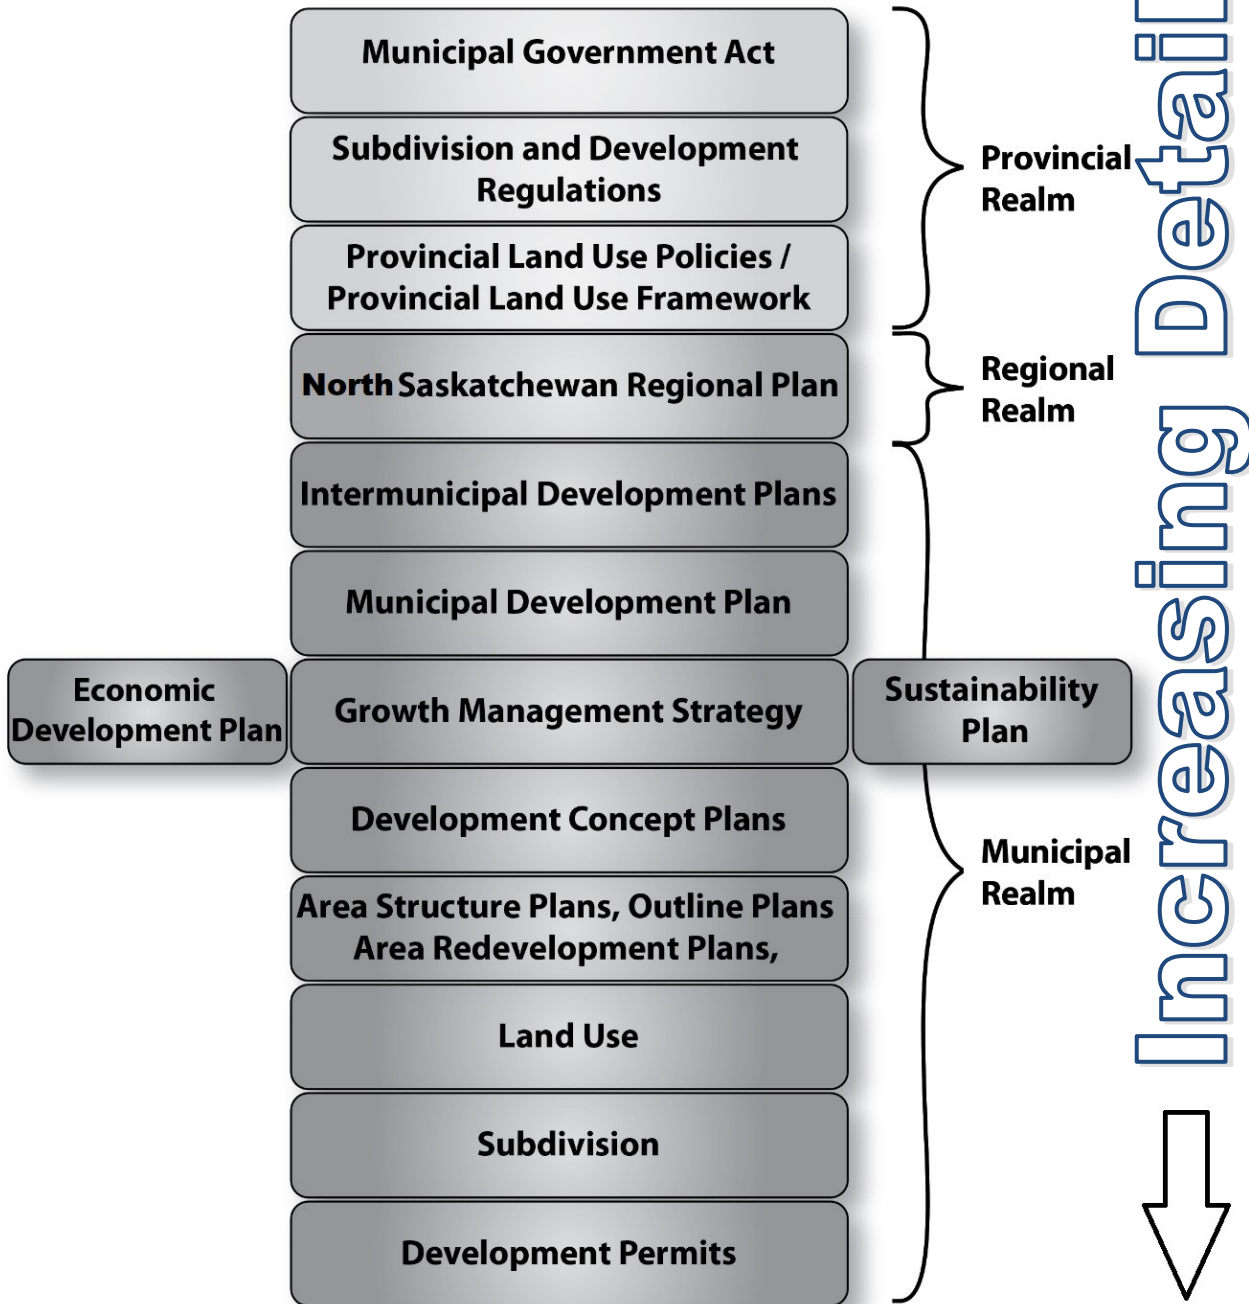 Municipal Government Act
Subdivision and Development
Regulations
Provincial Land Use Policies /
Provincial Land Use Framework
Provincial
Realm
North Saskatchewan Regional Plan
Regional
Realm
Intermunicipal Development Plans
Municipal Development Plan
Economic
Development Plan
Growth Management Strategy
Sustainability
Plan
Development Concept Plans
Area Structure Plans, Outline Plans
Area Redevelopment Plans,
Municipal
Realm
Land Use
Subdivision
Development Permits
Increasing Detail